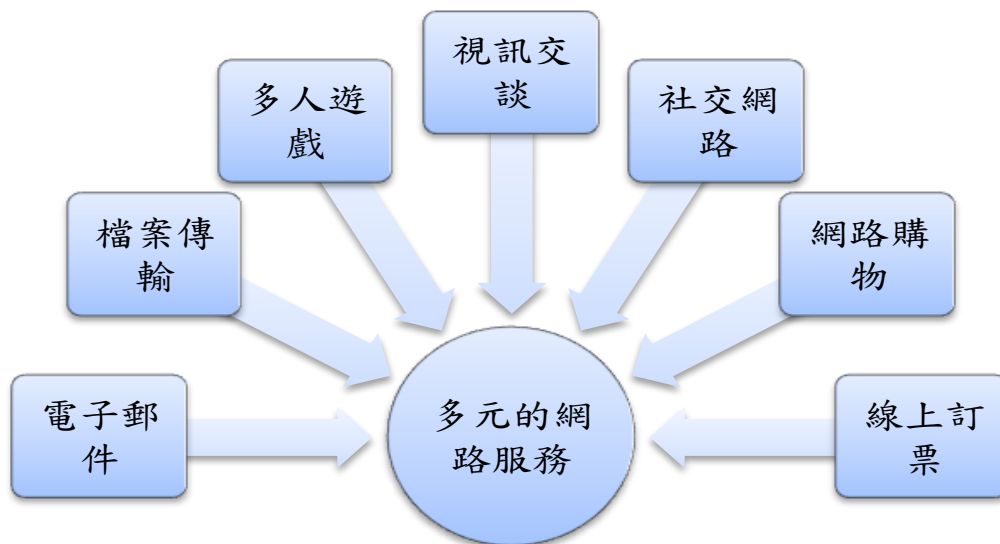 視訊交
談
多人遊
戲
社交網
路
檔案傳
輸
網路購
物
電子郵
件
多元的網
路服務
線上訂
票